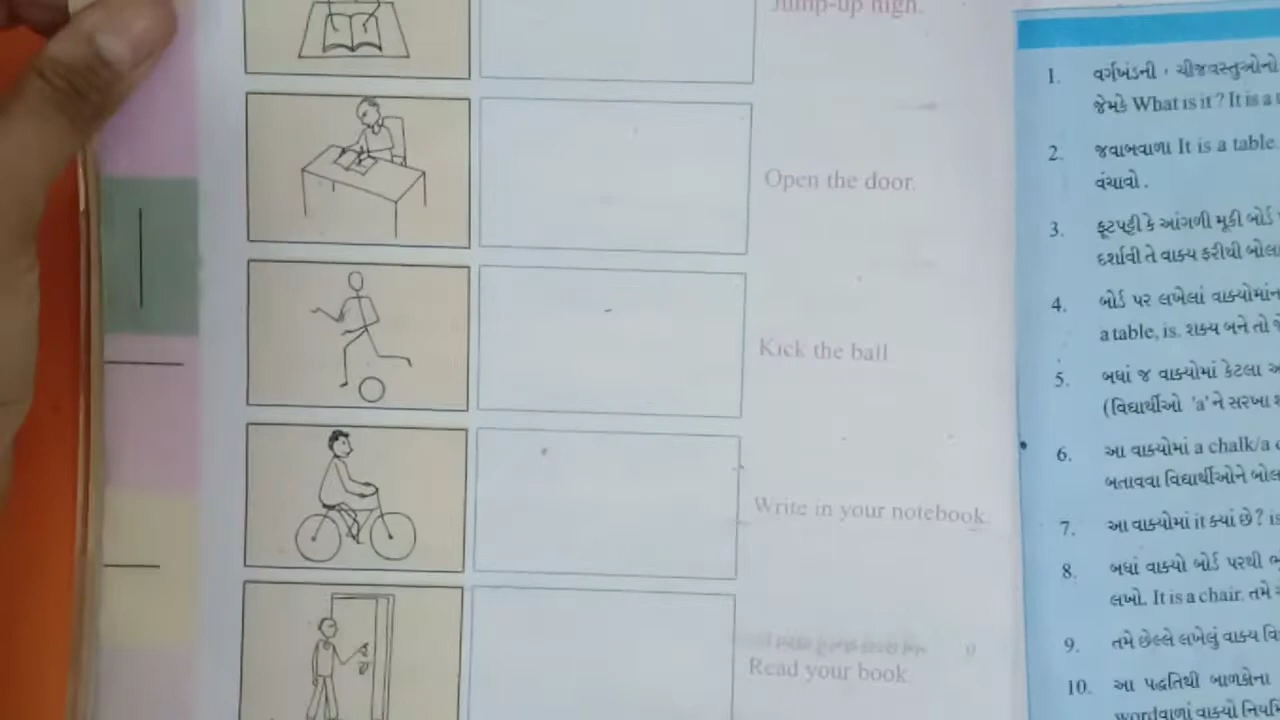 Jump-up high.
Open the door.
Kick the ball
Write in your notebook.
Read your book.
1. વર્ગખંડની ચીજવસ્તુઓનો
જેમકે What is it? It is a
2. જવાબવાળા It is a table.
વંચાવો.
3. ફૂટપટ્ટી કે આંગળી મૂકી બોર્ડ
દર્શાવી તે વાક્ય ફરીથી બોલા
4. બોર્ડ પર લખેલાં વાક્યોમાંન
a table, is. શક્ય બને તો
5. બધાં જ વાક્યોમાં કેટલા
(વિદ્યાર્થીઓ 'a' ને સરખા
6. આ વાક્યોમાં a chalk/a
બતાવવા વિદ્યાર્થીઓને બોલ
7. આ વાક્યોમાં it ક્યાં છે? is
8. બધાં વાક્યો બોર્ડ પરથી
લખો. It is a chair. તમે
9. તમે છેલ્લે લખેલું વાક્ય વિ
10. આ પદ્ધતિથી બાળકોના
wordવાળાં વાક્યો નિયમિ